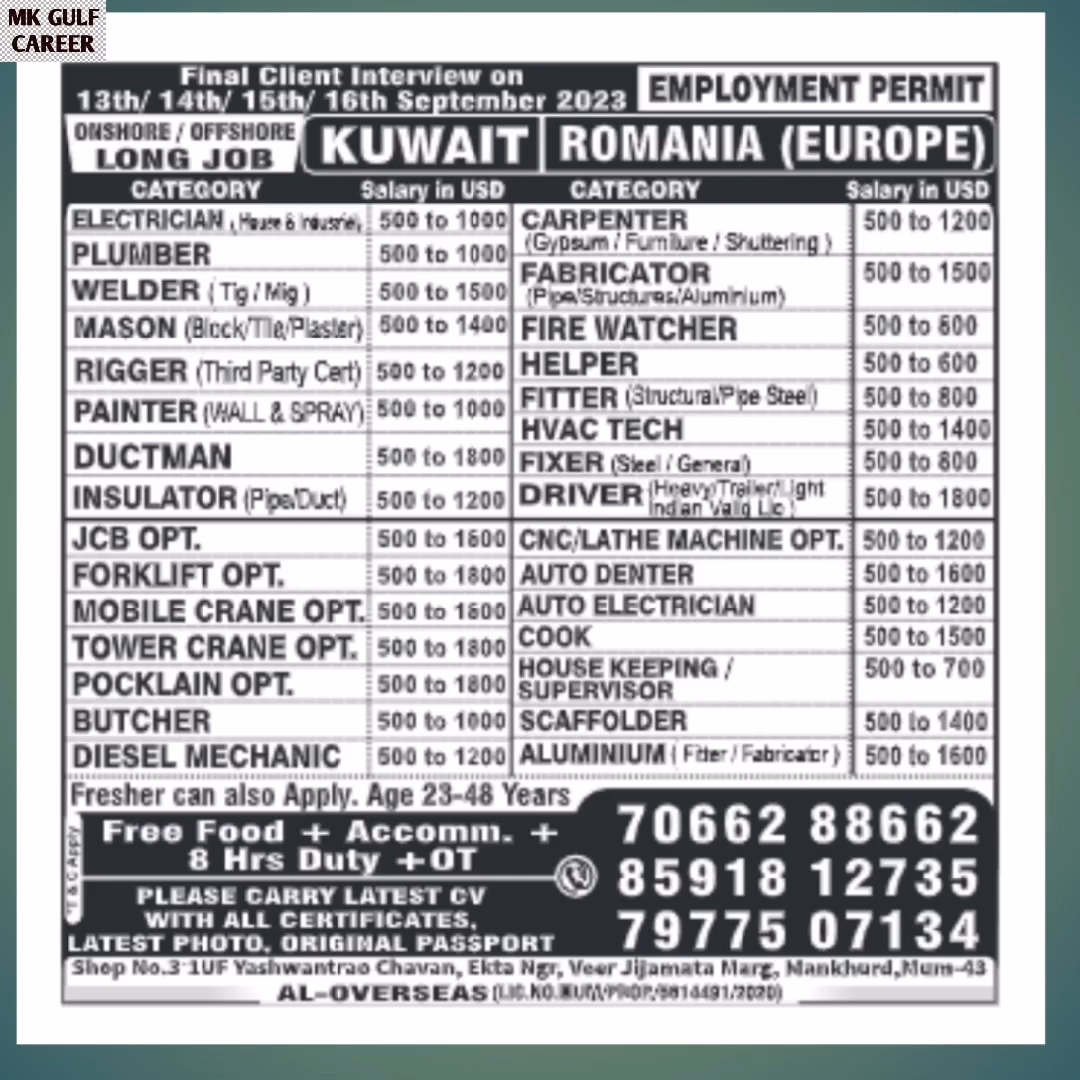 MK GULF
CAREER
Final Client Interview on
13th/ 14th/ 15th/ 16th September 2023
EMPLOYMENT PERMIT
ONSHORE / OFFSHORE
LONG JOB
KUWAIT
ROMANIA (EUROPE)
CATEGORY Salary in USD CATEGORY Salary in USD
ELECTRICIAN ( House & Industrial) 500 to 1000
PLUMBER 500 to 1000
WELDER ( Tig / Mig ) 500 to 1500
MASON (Block/Tile/Plaster) 500 to 1400
RIGGER (Third Party Cert) 500 to 1200
PAINTER (WALL & SPRAY) 500 to 1000
DUCTMAN 500 to 1800
INSULATOR (Pipe/Duct) 500 to 1200
JCB OPT. 500 to
FORKLIFT OPT. 500 to 1800
MOBILE CRANE OPT. 500 to
TOWER CRANE OPT. 500 to 1800
POCKLAIN OPT. 500 to 1800
BUTCHER 500 to 1000
DIESEL MECHANIC 500 to 1200
CARPENTER 500 to 1200
(Gypsum / Furniture / Shuttering )
FABRICATOR 500 to 1500
(Pipe/Structures/Aluminium)
FIRE WATCHER 500 to
HELPER 500 to 600
FITTER (Structural/Pipe Steel) 500 to 800
HVAC TECH 500 to 1400
FIXER (Steel / General) 500 to 800
DRIVER (Heavy/Trailer/Light
Indian Valig Lic ) 500 to 1800
CNC/LATHE MACHINE OPT. 500 to 1200
AUTO DENTER 500 to 1600
AUTO ELECTRICIAN 500 to 1200
COOK 500 to 1500
HOUSE KEEPING / 500 to 700
SUPERVISOR
SCAFFOLDER 500 to 1400
ALUMINIUM ( Fitter / Fabricator ) 500 to 1600
Fresher can also Apply. Age 23-48 Years
*T & C Apply
Free Food + Accomm. +
8 Hrs Duty +OT
PLEASE CARRY LATEST CV
WITH ALL CERTIFICATES,
LATEST PHOTO, ORIGINAL PASSPORT
70662 88662
85918 12735
79775 07134
Shop No. Yashwantrao Chavan, Ekta Ngr, Veer Jijamata Marg, Mankhurd,Mum-43
AL-OVERSEAS